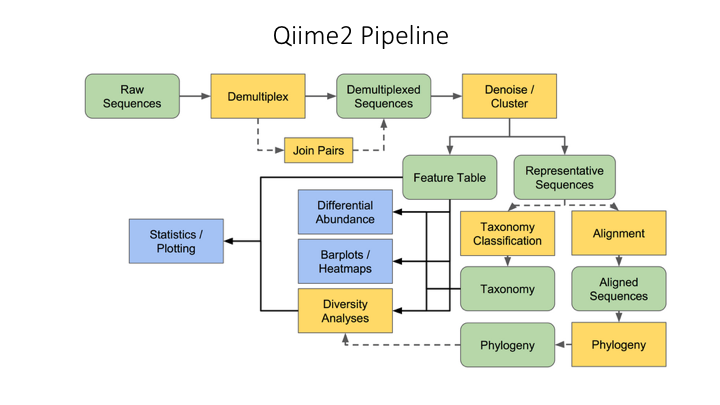 Qiime2 Pipeline
Raw
Sequences
Demultiplex
Demultiplexed
Sequences
Denoise /
Cluster
Join Pairs
Feature Table
Representative
Sequences
Differential
Abundance
Taxonomy
Classification
Alignment
Statistics /
Plotting
Barplots /
Heatmaps
Taxonomy
Aligned
Sequences
Diversity
Analyses
Phylogeny
Phylogeny